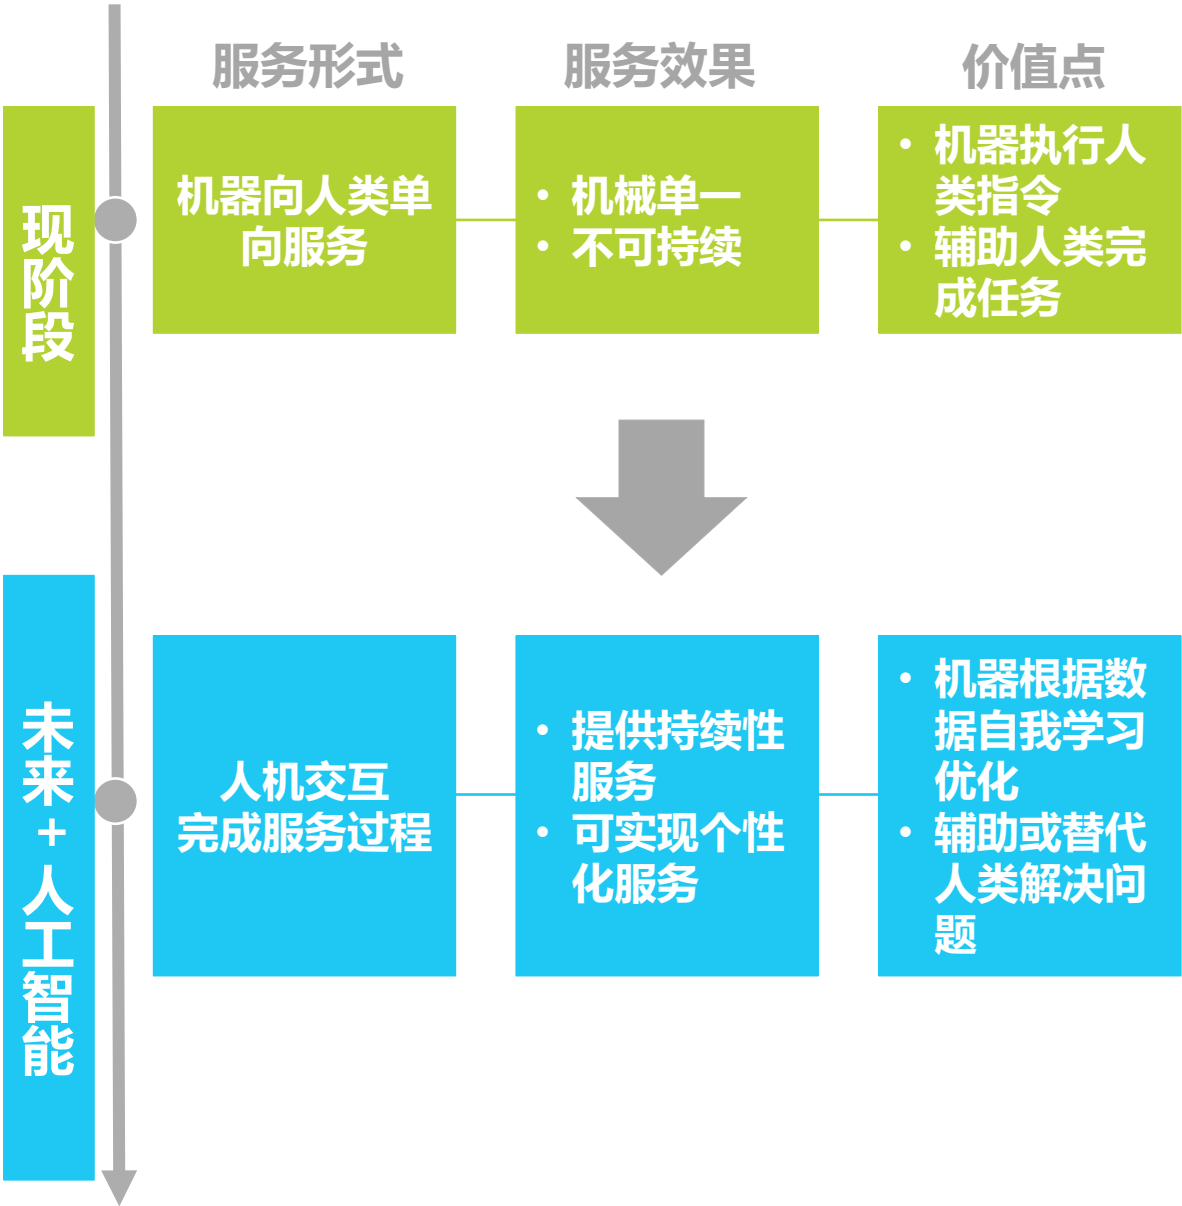 服务形式
服务效果
价值点
现阶段
机器向人类单
向服务
• 机械单一
• 不可持续
• 机器执行人
类指令
• 辅助人类完
成任务
未来+人工智能
人机交互
完成服务过程
• 提供持续性
服务
• 可实现个性
化服务
• 机器根据数
据自我学习
优化
• 辅助或替代
人类解决问
题